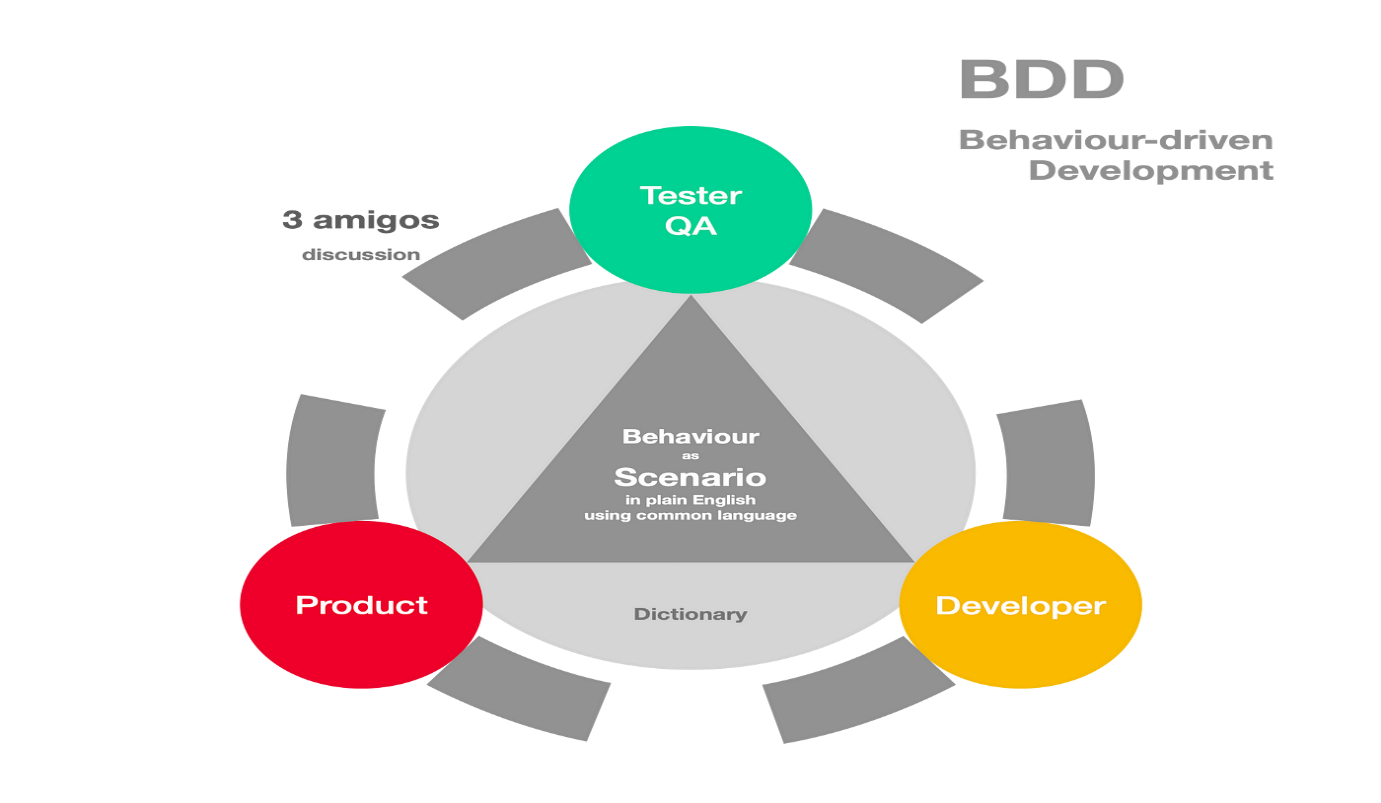 BDD
Behaviour-driven
Development
3 amigos
discussion
Tester
QA
Behaviour
as
Scenario
in plain English
using common language
Product
Developer
Dictionary